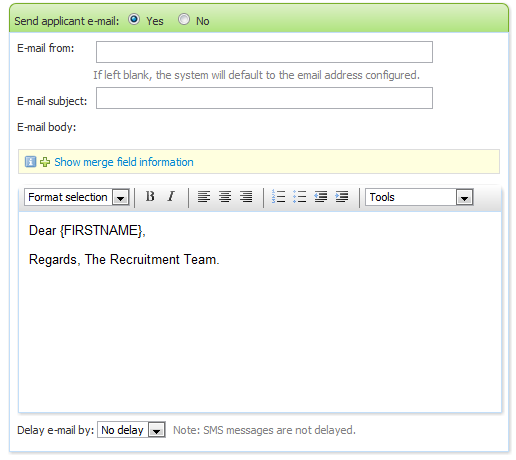 Send applicant e-mail: Yes No
E-mail from:
If left blank, the system will default to the email address configured.
E-mail subject:
E-mail body:
Show merge field information
Format selection B I Tools
Dear {FIRSTNAME},
Regards, The Recruitment Team.
Delay e-mail by: No delay Note: SMS messages are not delayed.